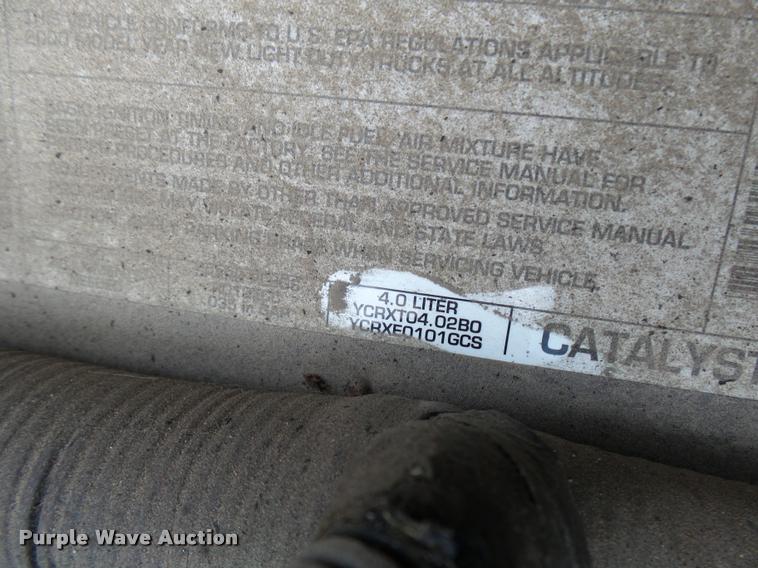 THIS VEHICLE CONFORMS TO U.S. EPA REGULATIONS APPLICABLE TO
2000 MODEL YEAR NEW LIGHT DUTY TRUCKS AT ALL ALTITUDES.
IGNITION TIMING AND IDLE FUEL/AIR MIXTURE HAVE
BEEN PRESET AT THE FACTORY. SEE THE SERVICE MANUAL FOR
PROCEDURES AND OTHER ADDITIONAL INFORMATION.
MADE BY OTHER THAN APPROVED SERVICE MANUAL
MAY VIOLATE FEDERAL AND STATE LAWS.
PARKING BRAKE WHEN SERVICING VEHICLE.
4.0 LITER
YCRXT04.02B0
YCRXE0101GCS
CATALYST
Purple Wave Auction